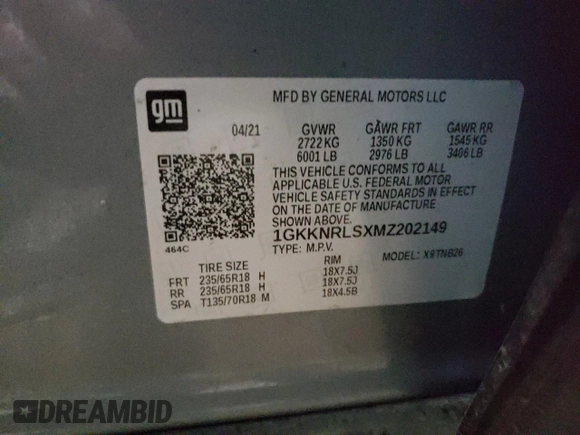 gm
MFD BY GENERAL MOTORS LLC
04/21 GVWR GAWR FRT GAWR RR
2722 KG 1350 KG 1545 KG
6001 LB 2976 LB 3406 LB
THIS VEHICLE CONFORMS TO ALL
APPLICABLE U.S. FEDERAL MOTOR
VEHICLE SAFETY STANDARDS IN EFFECT
ON THE DATE OF MANUFACTURE
SHOWN ABOVE.
464C
1GKKNRLSXMZ202149
TYPE: M.P.V. MODEL: X9TNB26
TIRE SIZE RIM
FRT 235/65R18 H 18X7.5J
RR 235/65R18 H 18X7.5J
SPA T135/70R18 M 18X4.5B
DREAMBID